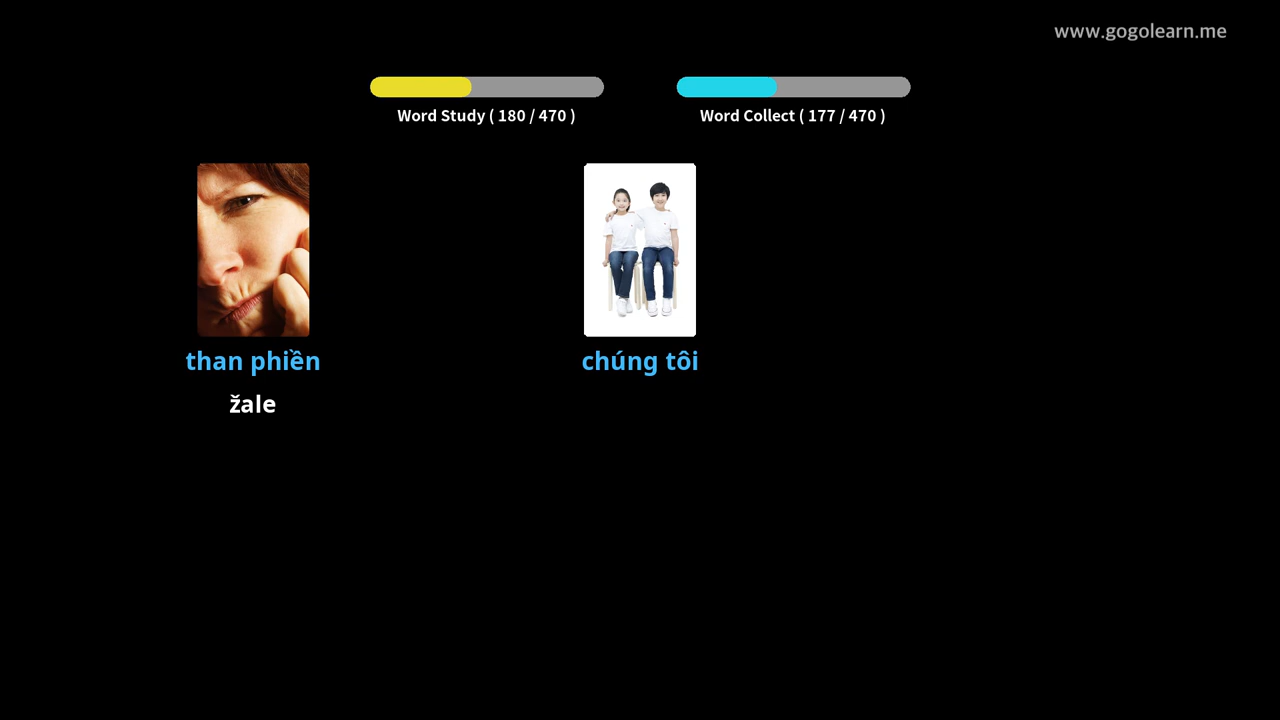 www.gogolearn.me
Word Study ( 180 / 470 )
Word Collect ( 177 / 470 )
than phiền
chúng tôi
žale